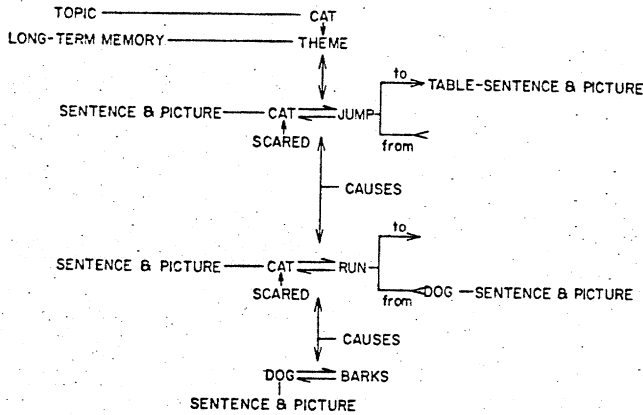 TOPIC CAT
LONG-TERM MEMORY THEME
to TABLE-SENTENCE & PICTURE
SENTENCE & PICTURE CAT JUMP
SCARED from
CAUSES
to
SENTENCE & PICTURE CAT RUN
SCARED from DOG SENTENCE & PICTURE
CAUSES
DOG BARKS
SENTENCE & PICTURE